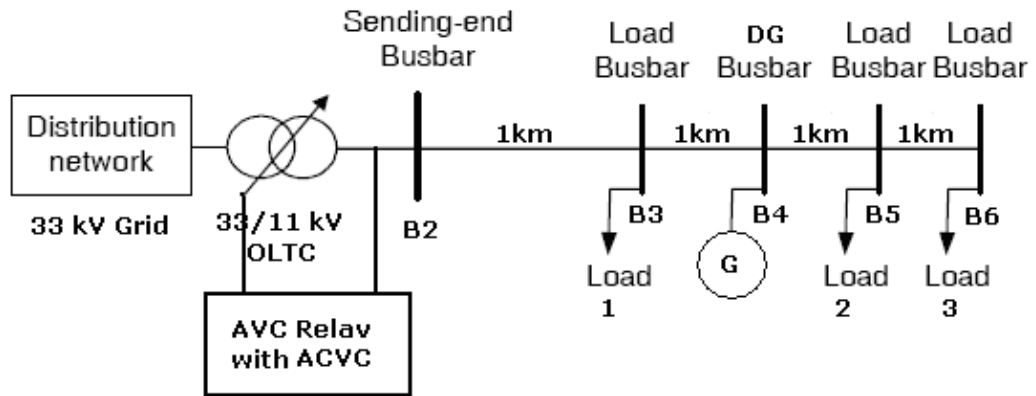 Sending-end
Busbar
Load
Busbar
DG
Busbar
Load
Busbar
Load
Busbar
Distribution
network
1km
1km
1km
1km
33 kV Grid
33/11 kV
OLTC
B2
B3
B4
B5
B6
Load
1
G
Load
2
Load
3
AVC Relav
with ACVC